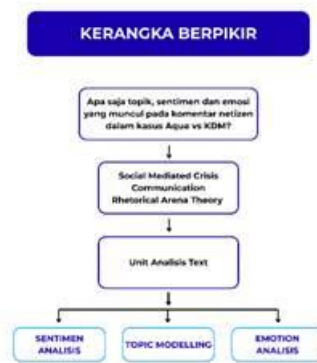 KERANGKA BERPIKIR
Apa saja topik, sentimen dan emosi
yang muncul pada komentar netizen
dalam kasus Aqua vs KDM?
Social Mediated Crisis
Communication
Rhetorical Arena Theory
Unit Analisis Text
SENTIMEN
ANALISIS
TOPIC MODELLING
EMOTION
ANALYSIS